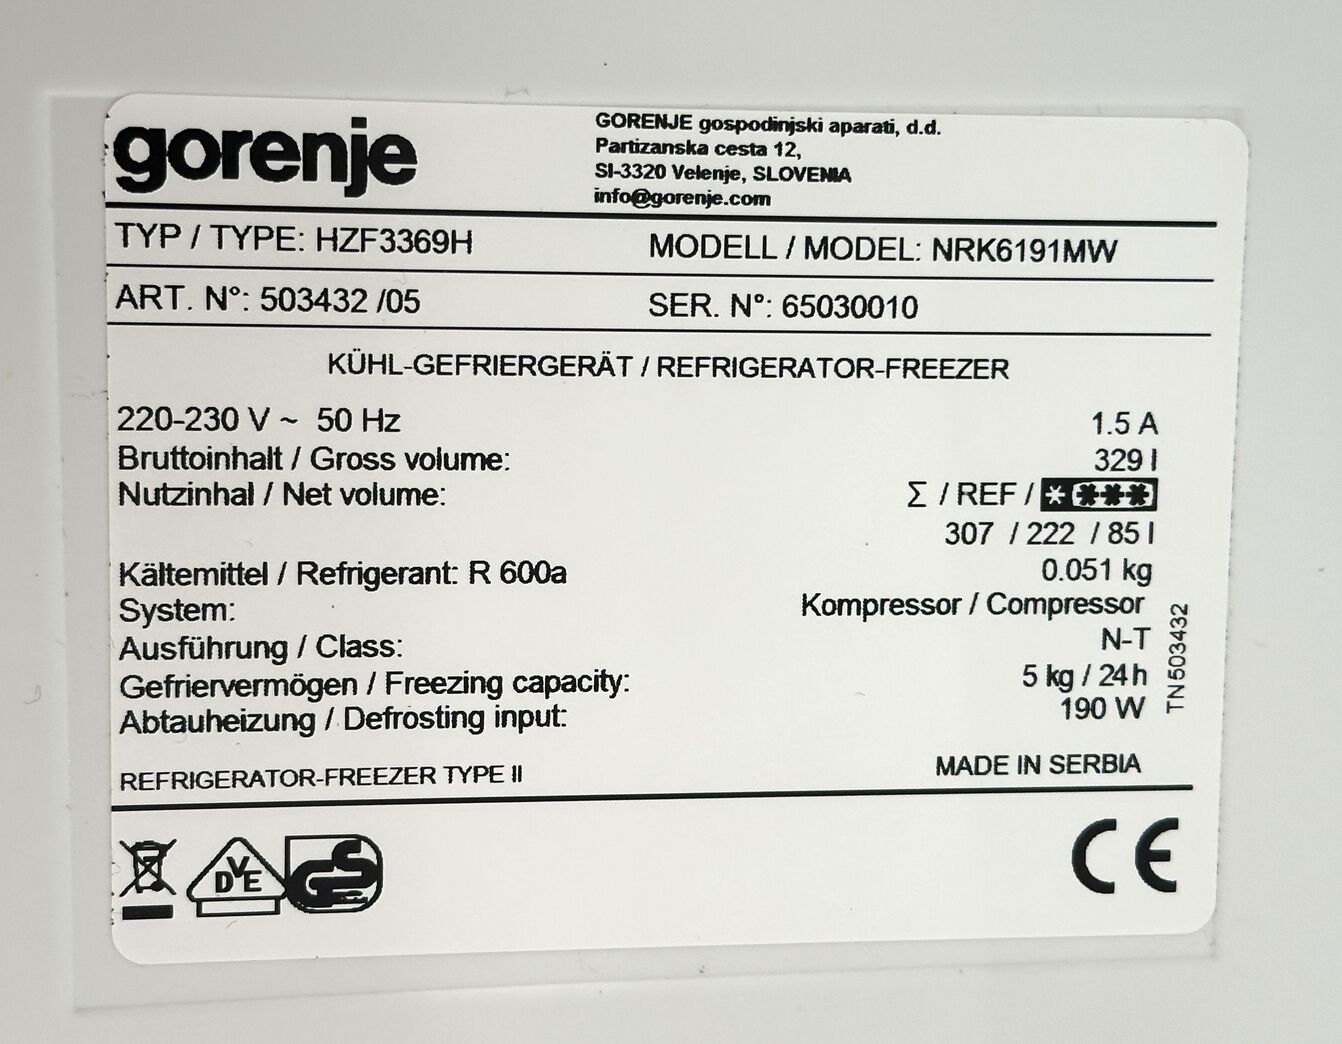 gorenje
GORENJE gospodinjski aparati, d.d.
Partizanska cesta 12,
SI-3320 Velenje, SLOVENIA
info@gorenje.com
TYP / TYPE: HZF3369H
MODELL / MODEL: NRK6191MW
ART. N°: 503432 /05
SER. N°: 65030010
KÜHL-GEFRIERGERÄT / REFRIGERATOR-FREEZER
220-230 V ~ 50 Hz 1.5 A
Bruttoinhalt / Gross volume: 329 l
Nutzinhal / Net volume: Σ / REF / * ***
307 / 222 / 85 l
Kältemittel / Refrigerant: R 600a 0.051 kg
System: Kompressor / Compressor
Ausführung / Class: N-T
Gefriervermögen / Freezing capacity: 5 kg / 24 h
Abtauheizung / Defrosting input: 190 W
TN 503432
REFRIGERATOR-FREEZER TYPE II MADE IN SERBIA
DVE
GS
CE